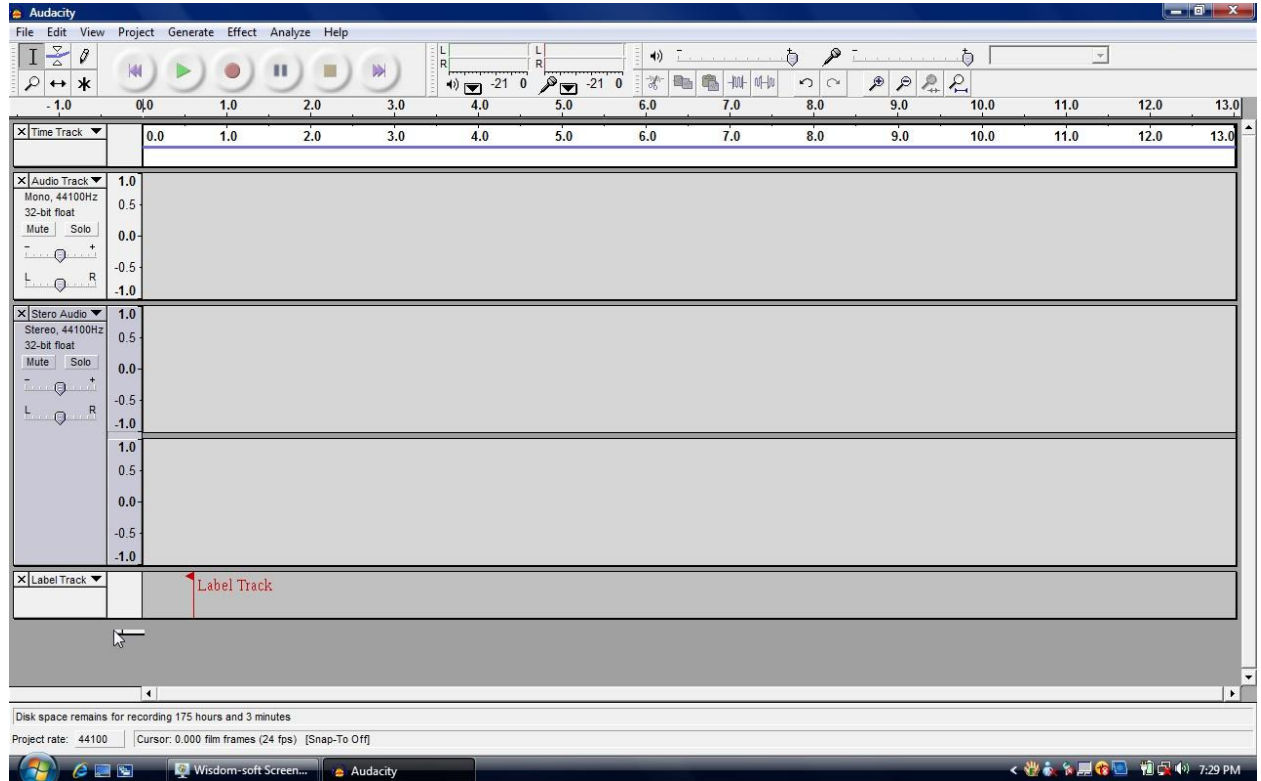 Audacity
File Edit View Project Generate Effect Analyze Help
L R L R
-21 0 -21 0
- 1.0 0.0 1.0 2.0 3.0 4.0 5.0 6.0 7.0 8.0 9.0 10.0 11.0 12.0 13.0
X Time Track 0.0 1.0 2.0 3.0 4.0 5.0 6.0 7.0 8.0 9.0 10.0 11.0 12.0 13.0
X Audio Track 1.0
Mono, 44100Hz
32-bit float
0.5
Mute Solo
0.0
- +
-0.5
L R
-1.0
X Stero Audio 1.0
Stereo, 44100Hz
32-bit float
0.5
Mute Solo
0.0
- +
-0.5
L R
-1.0
1.0
0.5
0.0
-0.5
-1.0
X Label Track
Label Track
Disk space remains for recording 175 hours and 3 minutes
Project rate: 44100 Cursor: 0.000 film frames (24 fps) [Snap-To Off]
Wisdom-soft Screen... Audacity 7:29 PM